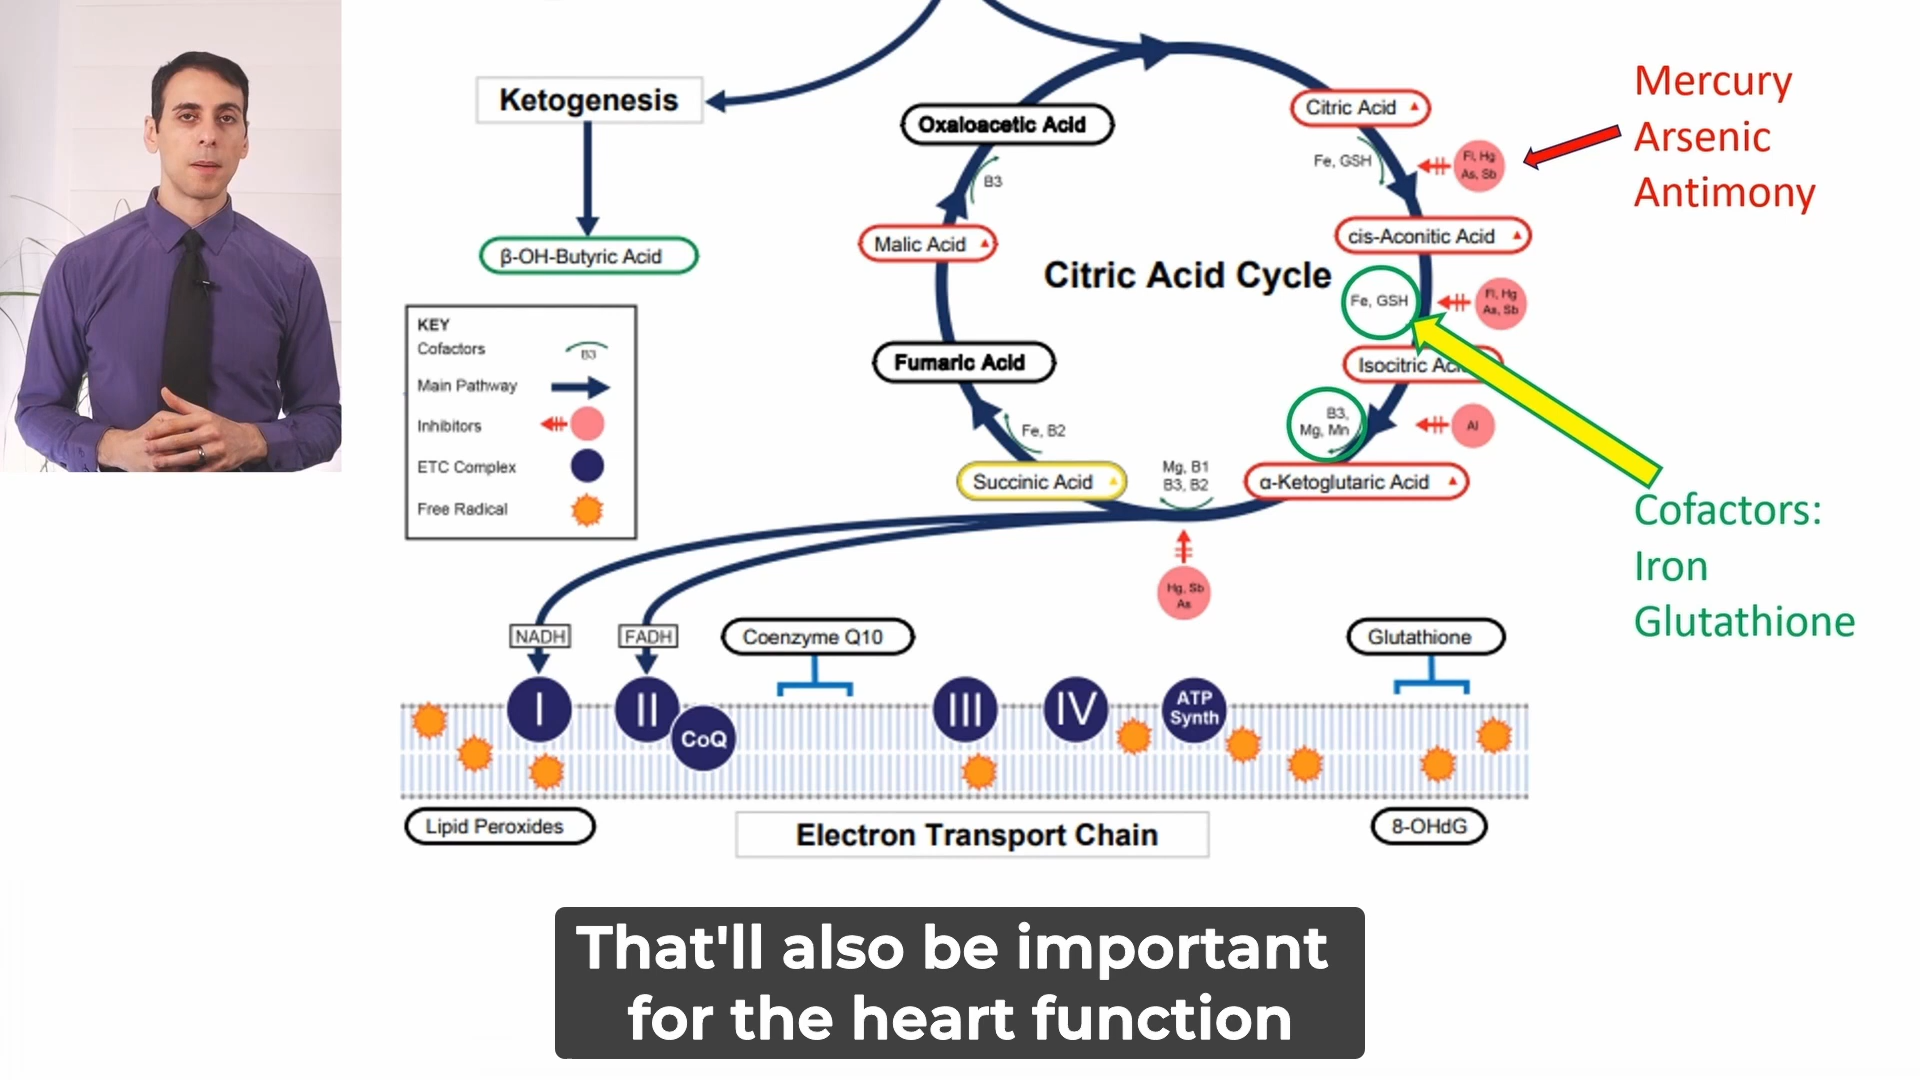 Ketogenesis
β-OH-Butyric Acid
KEY
Cofactors
B3
Main Pathway
Inhibitors
ETC Complex
Free Radical
Citric Acid Cycle
Oxaloacetic Acid
Citric Acid
Fe, GSH
Fl, Hg
As, Sb
cis-Aconitic Acid
Fe, GSH
Fl, Hg
As, Sb
Isocitric
B3,
Mg, Mn
Al
α-Ketoglutaric Acid
Mg, B1
B3, B2
Hg, Sb
As
Succinic Acid
Fe, B2
Fumaric Acid
Malic Acid
B3
Mercury
Arsenic
Antimony
Cofactors:
Iron
Glutathione
NADH
FADH
Coenzyme Q10
Glutathione
I
II
CoQ
III
IV
ATP
Synth
Lipid Peroxides
Electron Transport Chain
8-OHdG
That'll also be important
for the heart function